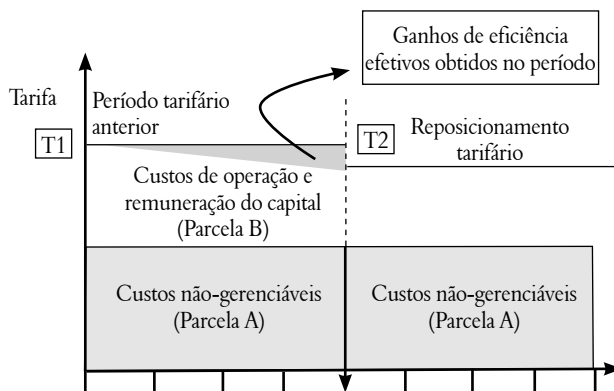 Ganhos de eficiência
efetivos obtidos no período
Tarifa
Período tarifário
anterior
T1
T2
Reposicionamento
tarifário
Custos de operação e
remuneração do capital
(Parcela B)
Custos não-gerenciáveis
(Parcela A)
Custos não-gerenciáveis
(Parcela A)